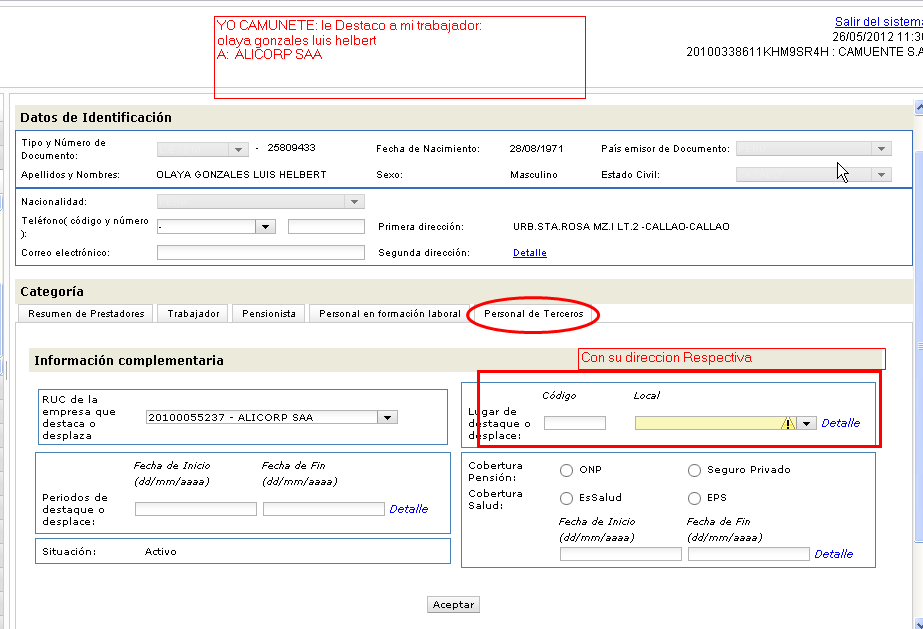 YO CAMUNETE: le Destaco a mi trabajador:
olaya gonzales luis helbert
A: ALICORP SAA
Salir del sistema
26/05/2012 11:30
20100338611KHM9SR4H : CAMUENTE S.A
Datos de Identificación
Tipo y Número de
Documento:
- 25809433
Fecha de Nacimiento: 28/08/1971
País emisor de Documento:
Apellidos y Nombres: OLAYA GONZALES LUIS HELBERT
Sexo: Masculino
Estado Civil:
Nacionalidad:
Teléfono( código y número
):
-
Primera dirección: URB.STA.ROSA MZ.I LT.2 -CALLAO-CALLAO
Correo electrónico:
Segunda dirección: Detalle
Categoría
Resumen de Prestadores
Trabajador
Pensionista
Personal en formación laboral
Personal de Terceros
Información complementaria
Con su direccion Respectiva
RUC de la
empresa que
destaca o
desplaza
20100055237 - ALICORP SAA
Código
Local
Lugar de
destaque o
desplace:
Detalle
Fecha de Inicio
(dd/mm/aaaa)
Fecha de Fin
(dd/mm/aaaa)
Periodos de
destaque o
desplace:
Detalle
Cobertura
Pensión:
ONP
Seguro Privado
Cobertura
Salud:
EsSalud
EPS
Fecha de Inicio
(dd/mm/aaaa)
Fecha de Fin
(dd/mm/aaaa)
Detalle
Situación: Activo
Aceptar